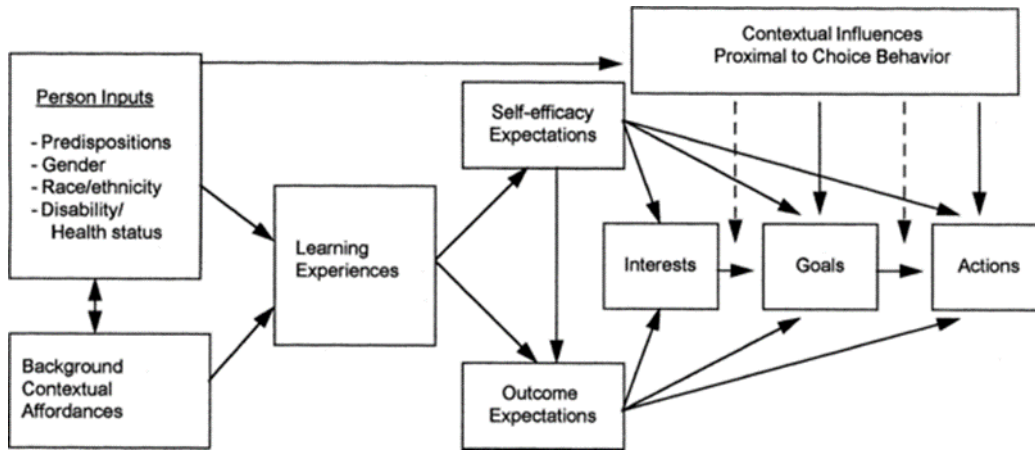 Person Inputs
- Predispositions
- Gender
- Race/ethnicity
- Disability/
Health status
Background
Contextual
Affordances
Learning
Experiences
Self-efficacy
Expectations
Outcome
Expectations
Contextual Influences
Proximal to Choice Behavior
Interests
Goals
Actions